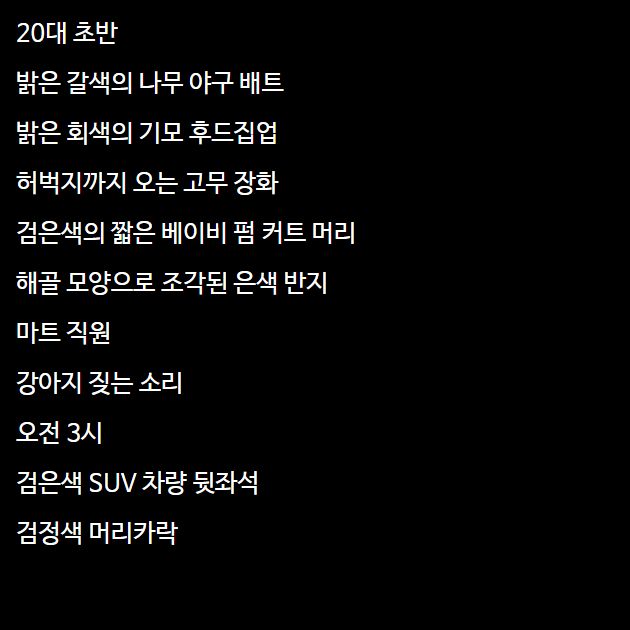 20대 초반
밝은 갈색의 나무 야구 배트
밝은 회색의 기모 후드집업
허벅지까지 오는 고무 장화
검은색의 짧은 베이비 펌 커트 머리
해골 모양으로 조각된 은색 반지
마트 직원
강아지 짖는 소리
오전 3시
검은색 SUV 차량 뒷좌석
검정색 머리카락